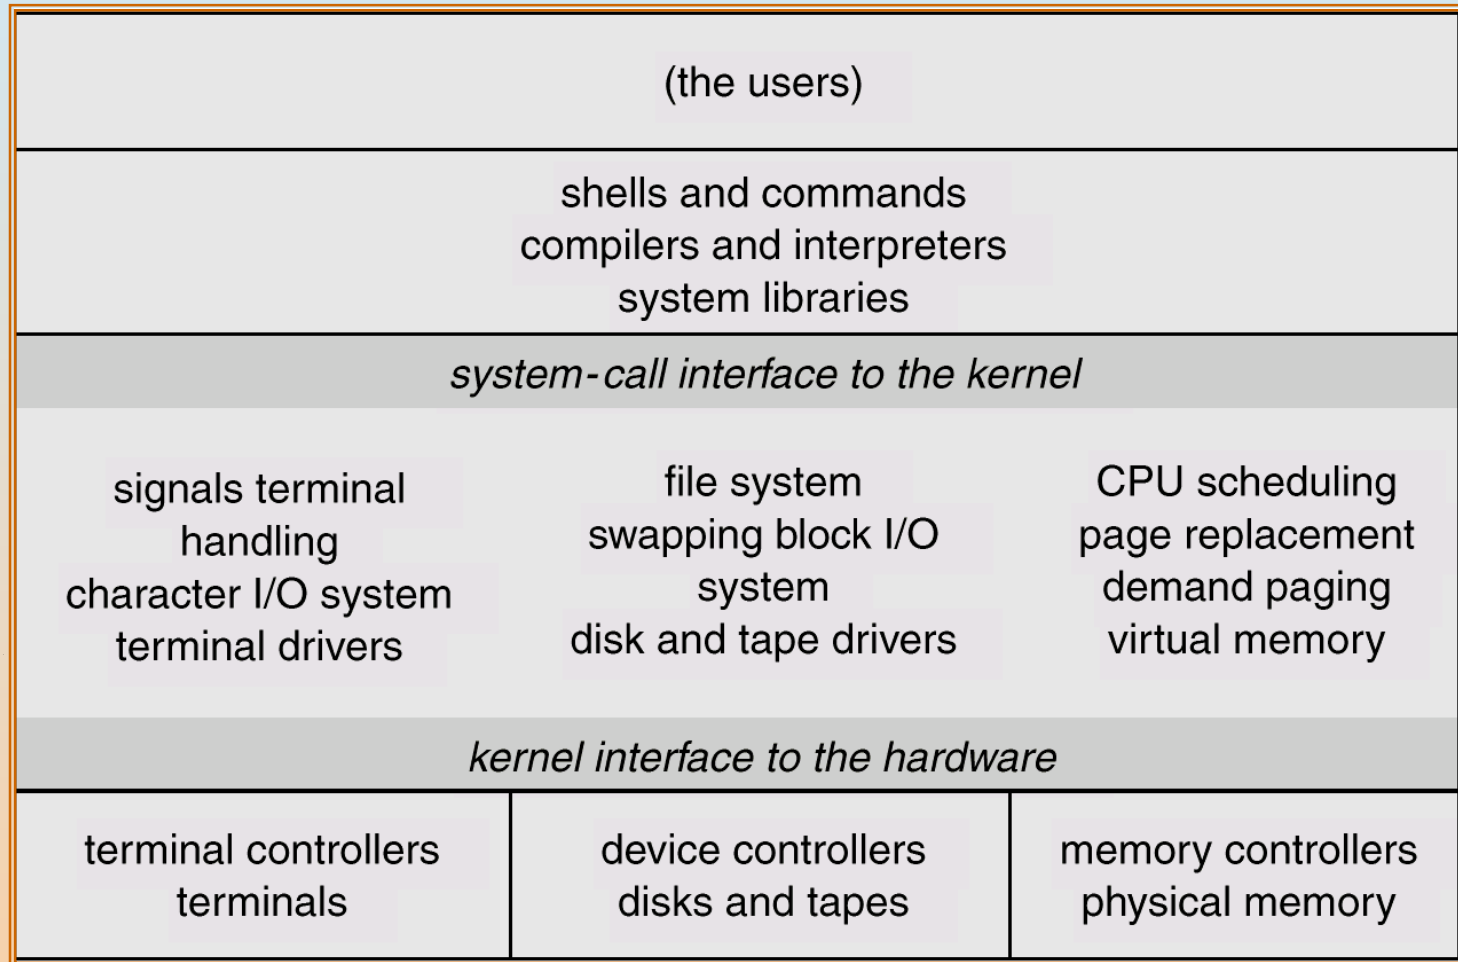 (the users)
shells and commands
compilers and interpreters
system libraries
system-call interface to the kernel
signals terminal
handling
character I/O system
terminal drivers
file system
swapping block I/O
system
disk and tape drivers
CPU scheduling
page replacement
demand paging
virtual memory
kernel interface to the hardware
terminal controllers
terminals
device controllers
disks and tapes
memory controllers
physical memory